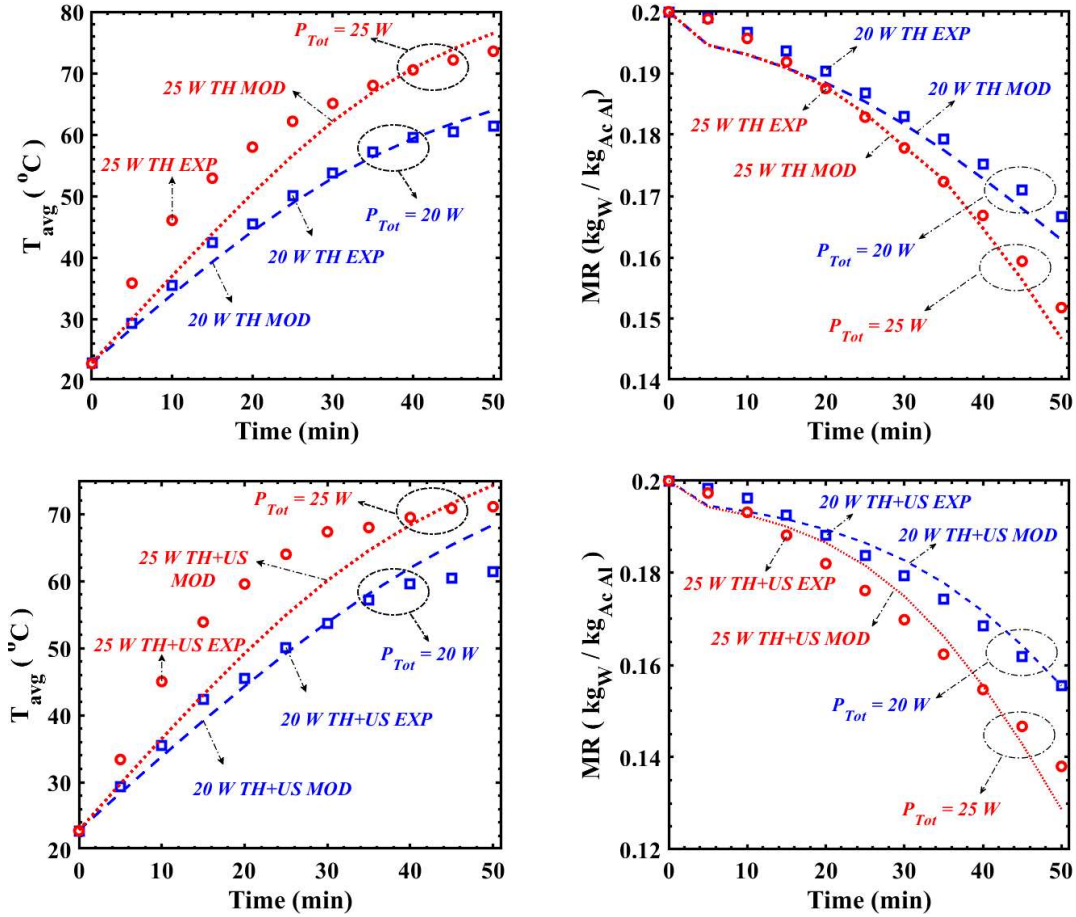 80
70
60
50
40
30
20
T_avg ( ⁰C)
P_Tot = 25 W
25 W TH MOD
25 W TH EXP
P_Tot = 20 W
20 W TH EXP
20 W TH MOD
0 10 20 30 40 50
Time (min)
0.2
0.19
0.18
0.17
0.16
0.15
0.14
MR (kg_W / kg_Ac Al)
20 W TH EXP
20 W TH MOD
25 W TH EXP
25 W TH MOD
P_Tot = 20 W
P_Tot = 25 W
0 10 20 30 40 50
Time (min)
70
60
50
40
30
20
T_avg ( ⁰C)
P_Tot = 25 W
25 W TH+US
MOD
25 W TH+US EXP
P_Tot = 20 W
20 W TH+US EXP
20 W TH+US MOD
0 10 20 30 40 50
Time (min)
0.2
0.18
0.16
0.14
0.12
MR ( kg_W / kg_Ac Al)
20 W TH+US EXP
20 W TH+US MOD
25 W TH+US EXP
25 W TH+US MOD
P_Tot = 20 W
P_Tot = 25 W
0 10 20 30 40 50
Time (min)